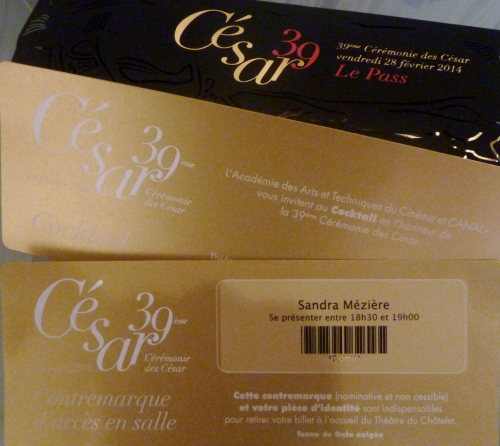 César 39
39ème Cérémonie des César
vendredi 28 février 2014
Le Pass
César 39ème
Cérémonie
des César
Cockta
L'Académie des Arts et Techniques du Cinéma et CANAL+
vous invitent au Cocktail en l'honneur de
la 39ème Cérémonie des César.
César 39ème
Cérémonie
des César
Contremarque
d'accès en salle
Sandra Mézière
Se présenter entre 18h30 et 19h00
Cette contremarque (nominative et non cessible)
et votre pièce d'identité sont indispensables
pour retirer votre billet à l'accueil du Théâtre du Châtelet.
Tenue de Gala exigée